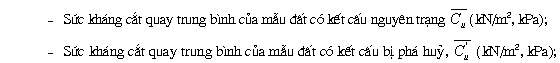 - Sức kháng cắt quay trung bình của mẫu đất có kết cấu nguyên trạng $\overline{C_u}$ (kN/m², kPa);
- Sức kháng cắt quay trung bình của mẫu đất có kết cấu bị phá huỷ, $\overline{C_u'}$ (kN/m², kPa);